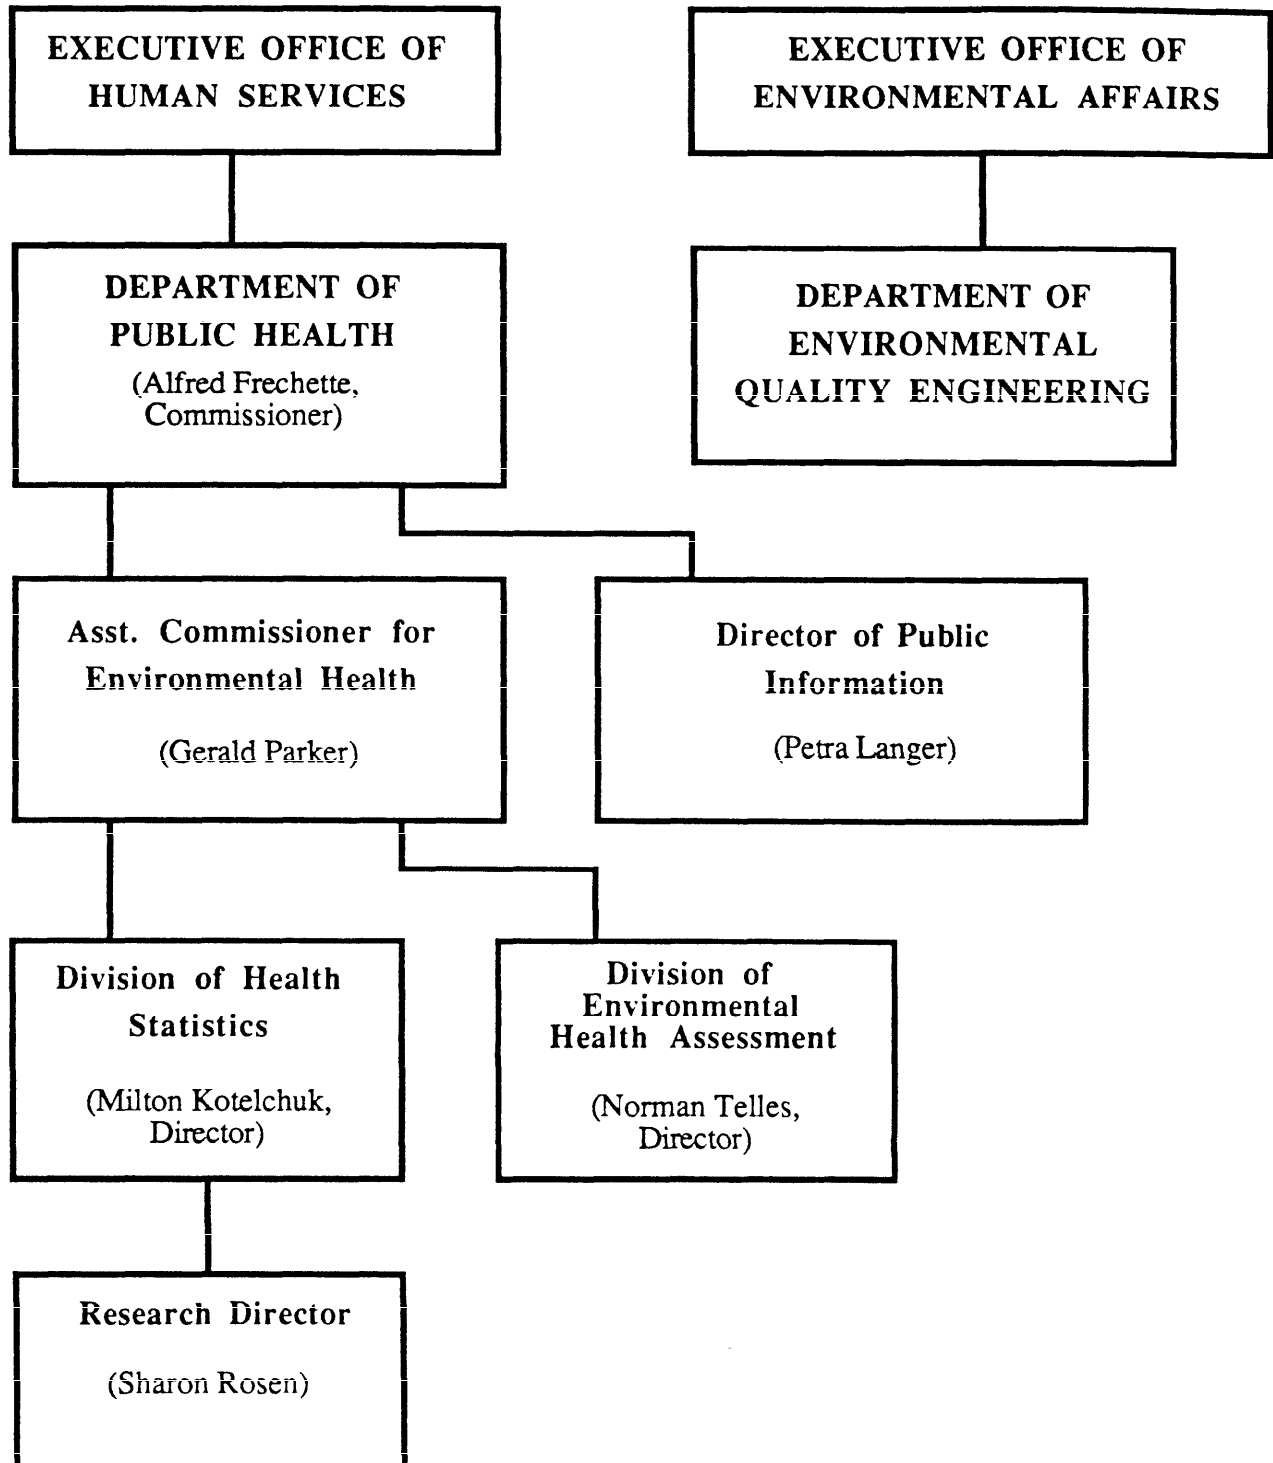 EXECUTIVE OFFICE OF
HUMAN SERVICES
EXECUTIVE OFFICE OF
ENVIRONMENTAL AFFAIRS
DEPARTMENT OF
PUBLIC HEALTH
(Alfred Frechette,
Commissioner)
DEPARTMENT OF
ENVIRONMENTAL
QUALITY ENGINEERING
Asst. Commissioner for
Environmental Health
(Gerald Parker)
Director of Public
Information
(Petra Langer)
Division of Health
Statistics
(Milton Kotelchuk,
Director)
Division of
Environmental
Health Assessment
(Norman Telles,
Director)
Research Director
(Sharon Rosen)